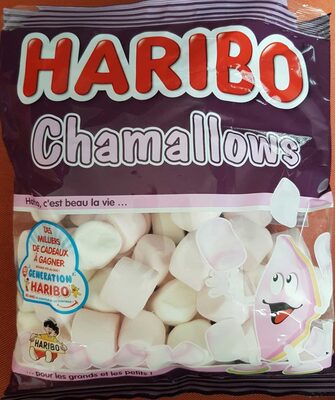 HARIBO
Chamallows
Haribo, c'est beau la vie ...
DES
MILLIERS
DE CADEAUX
À GAGNER
GENERATION
HARIBO
HARIBO
...pour les grands et les petits !